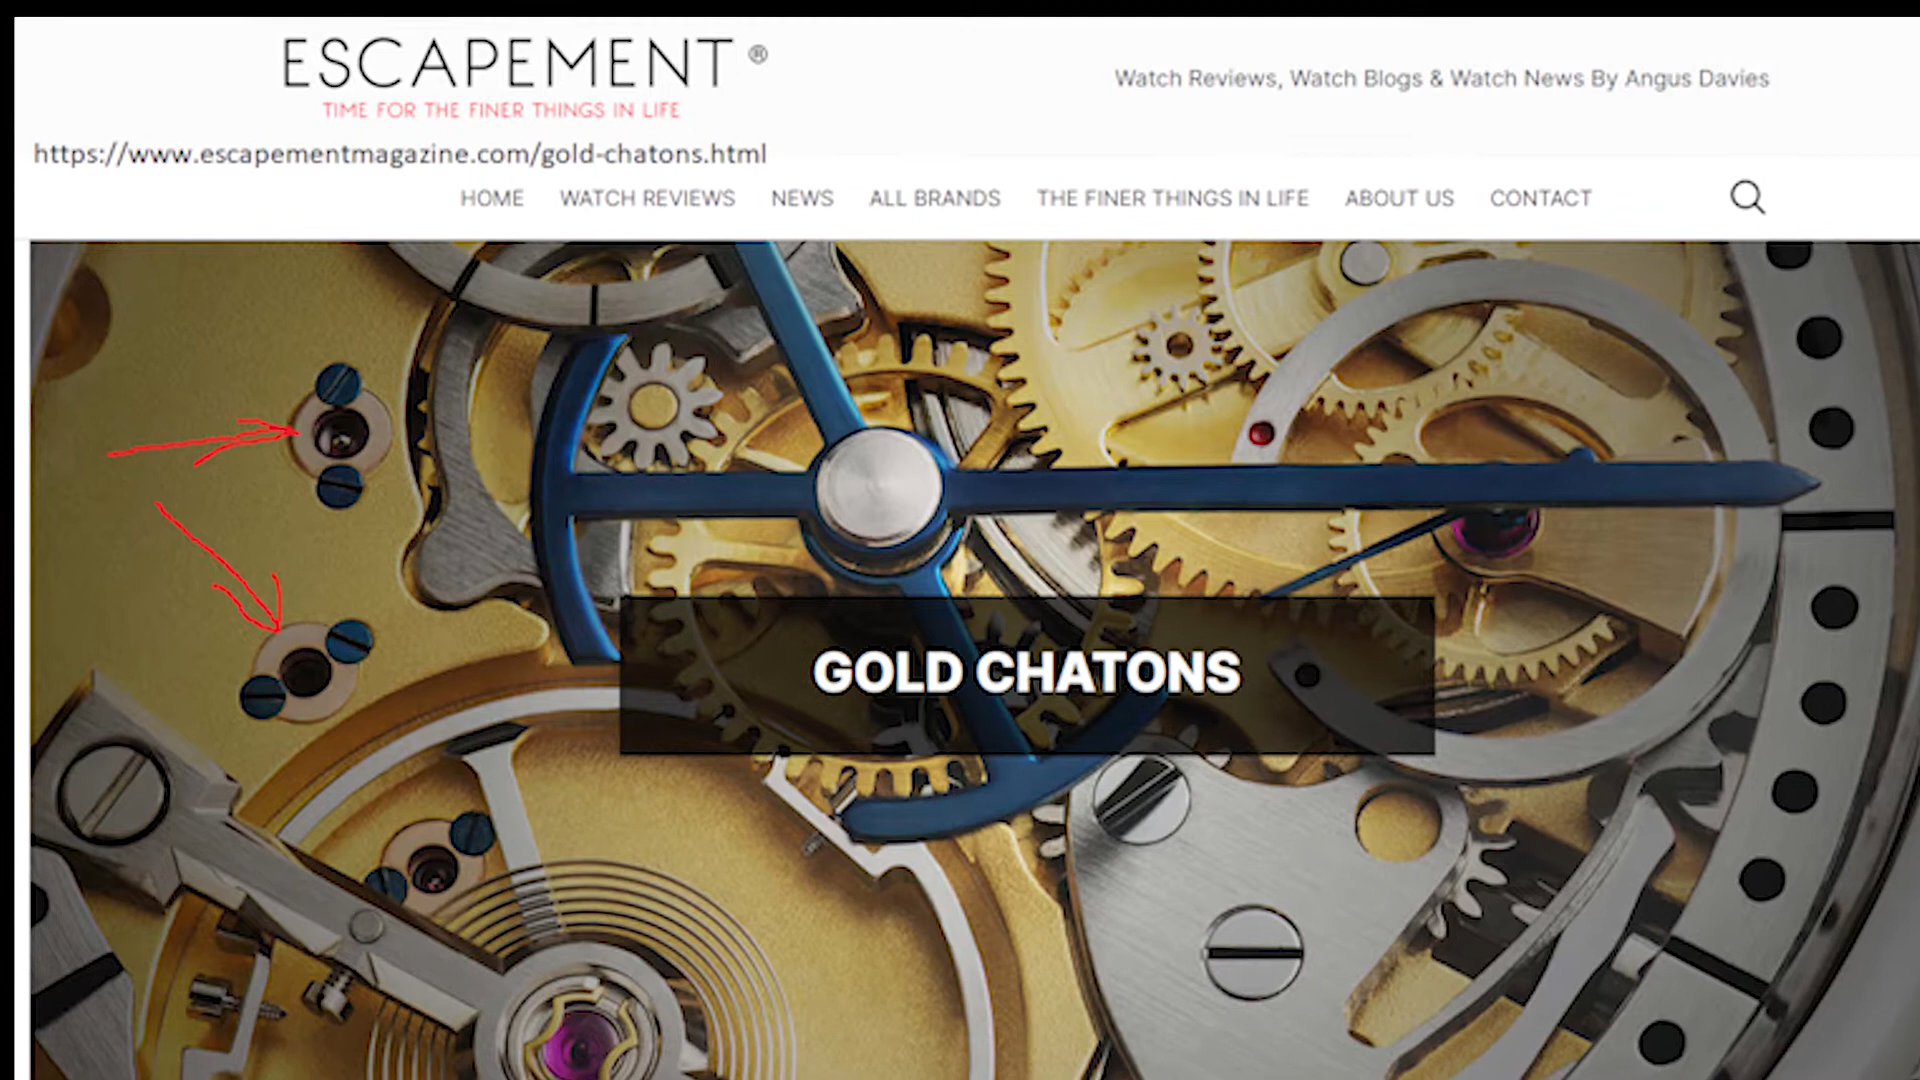 ESCAPEMENT ®
TIME FOR THE FINER THINGS IN LIFE
Watch Reviews, Watch Blogs & Watch News By Angus Davies
https://www.escapementmagazine.com/gold-chatons.html
HOME WATCH REVIEWS NEWS ALL BRANDS THE FINER THINGS IN LIFE ABOUT US CONTACT
GOLD CHATONS